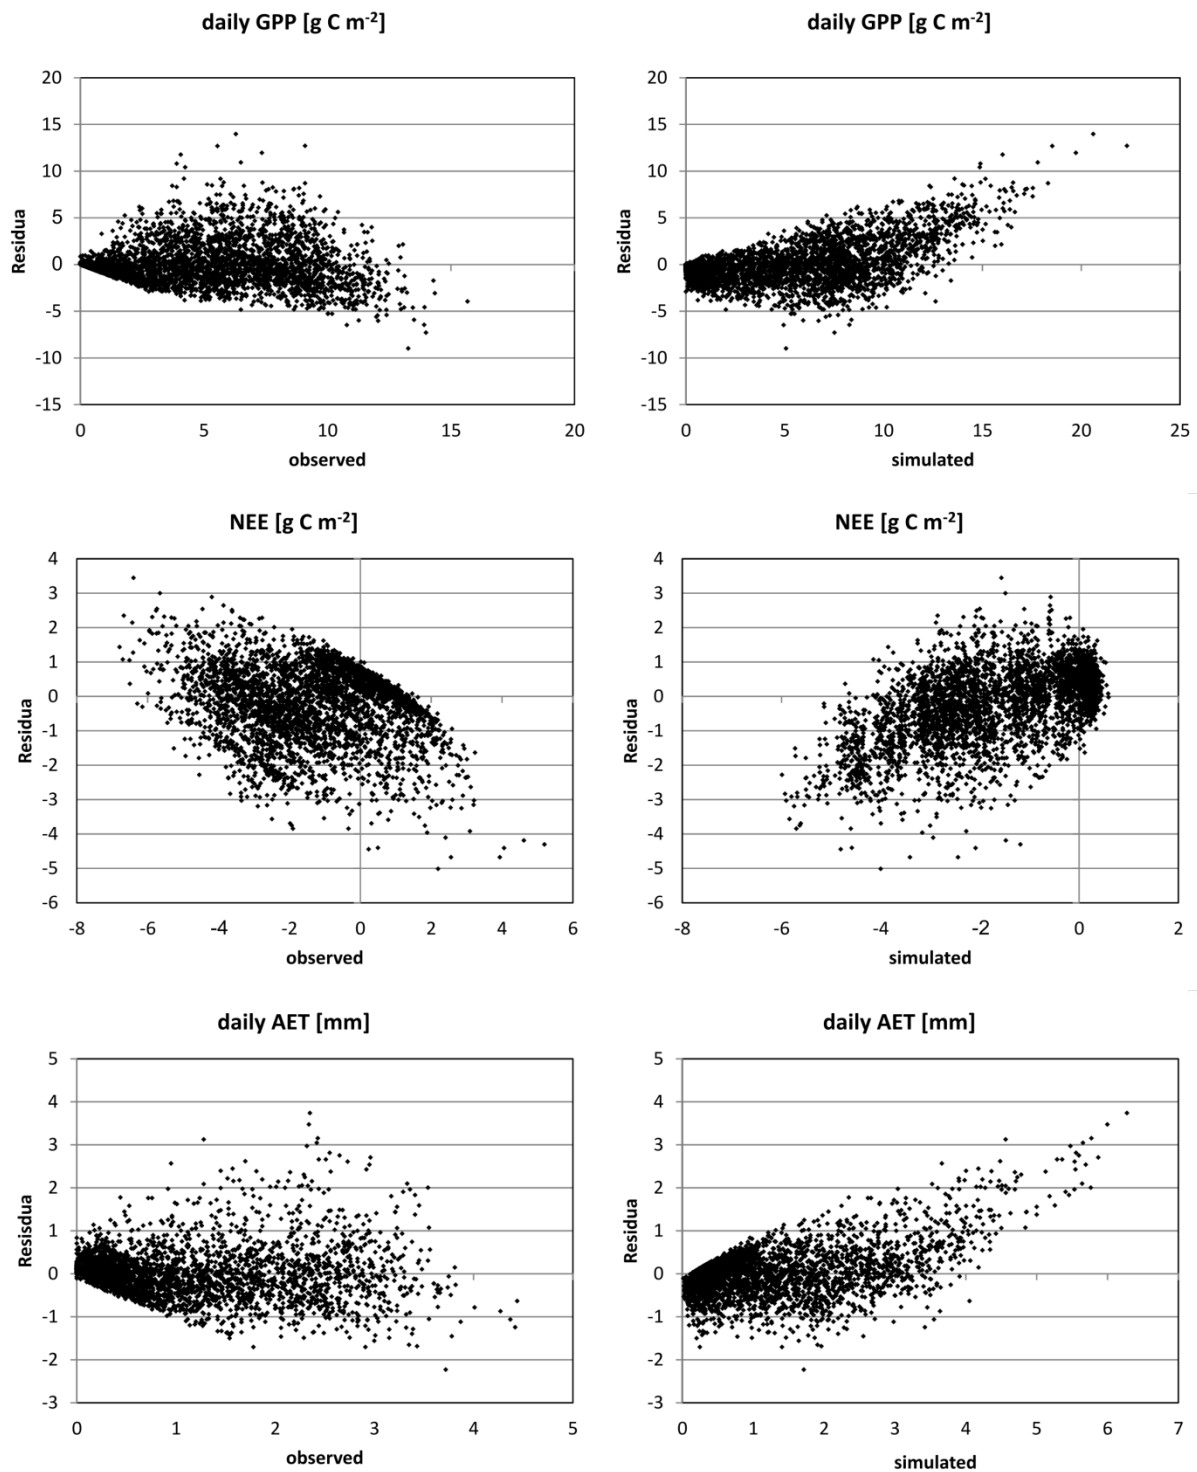 daily GPP [g C m-2]
daily GPP [g C m-2]
20
15
10
5
0
-5
-10
-15
Residua
0 5 10 15 20
observed
20
15
10
5
0
-5
-10
-15
Residua
0 5 10 15 20 25
simulated
NEE [g C m-2]
NEE [g C m-2]
4
3
2
1
0
-1
-2
-3
-4
-5
-6
Residua
-8 -6 -4 -2 0 2 4 6
observed
4
3
2
1
0
-1
-2
-3
-4
-5
-6
Residua
-8 -6 -4 -2 0 2
simulated
daily AET [mm]
daily AET [mm]
5
4
3
2
1
0
-1
-2
-3
Resisdua
0 1 2 3 4 5
observed
5
4
3
2
1
0
-1
-2
-3
Residua
0 1 2 3 4 5 6 7
simulated